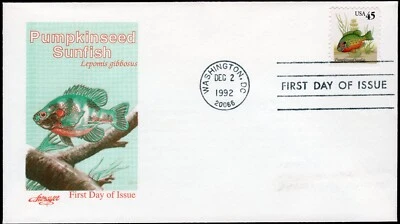 Pumpkinseed
Sunfish
Lepomis gibbosus
First Day of Issue
WASHINGTON, DC
DEC 2
1992
20066
USA 45
FIRST DAY OF ISSUE